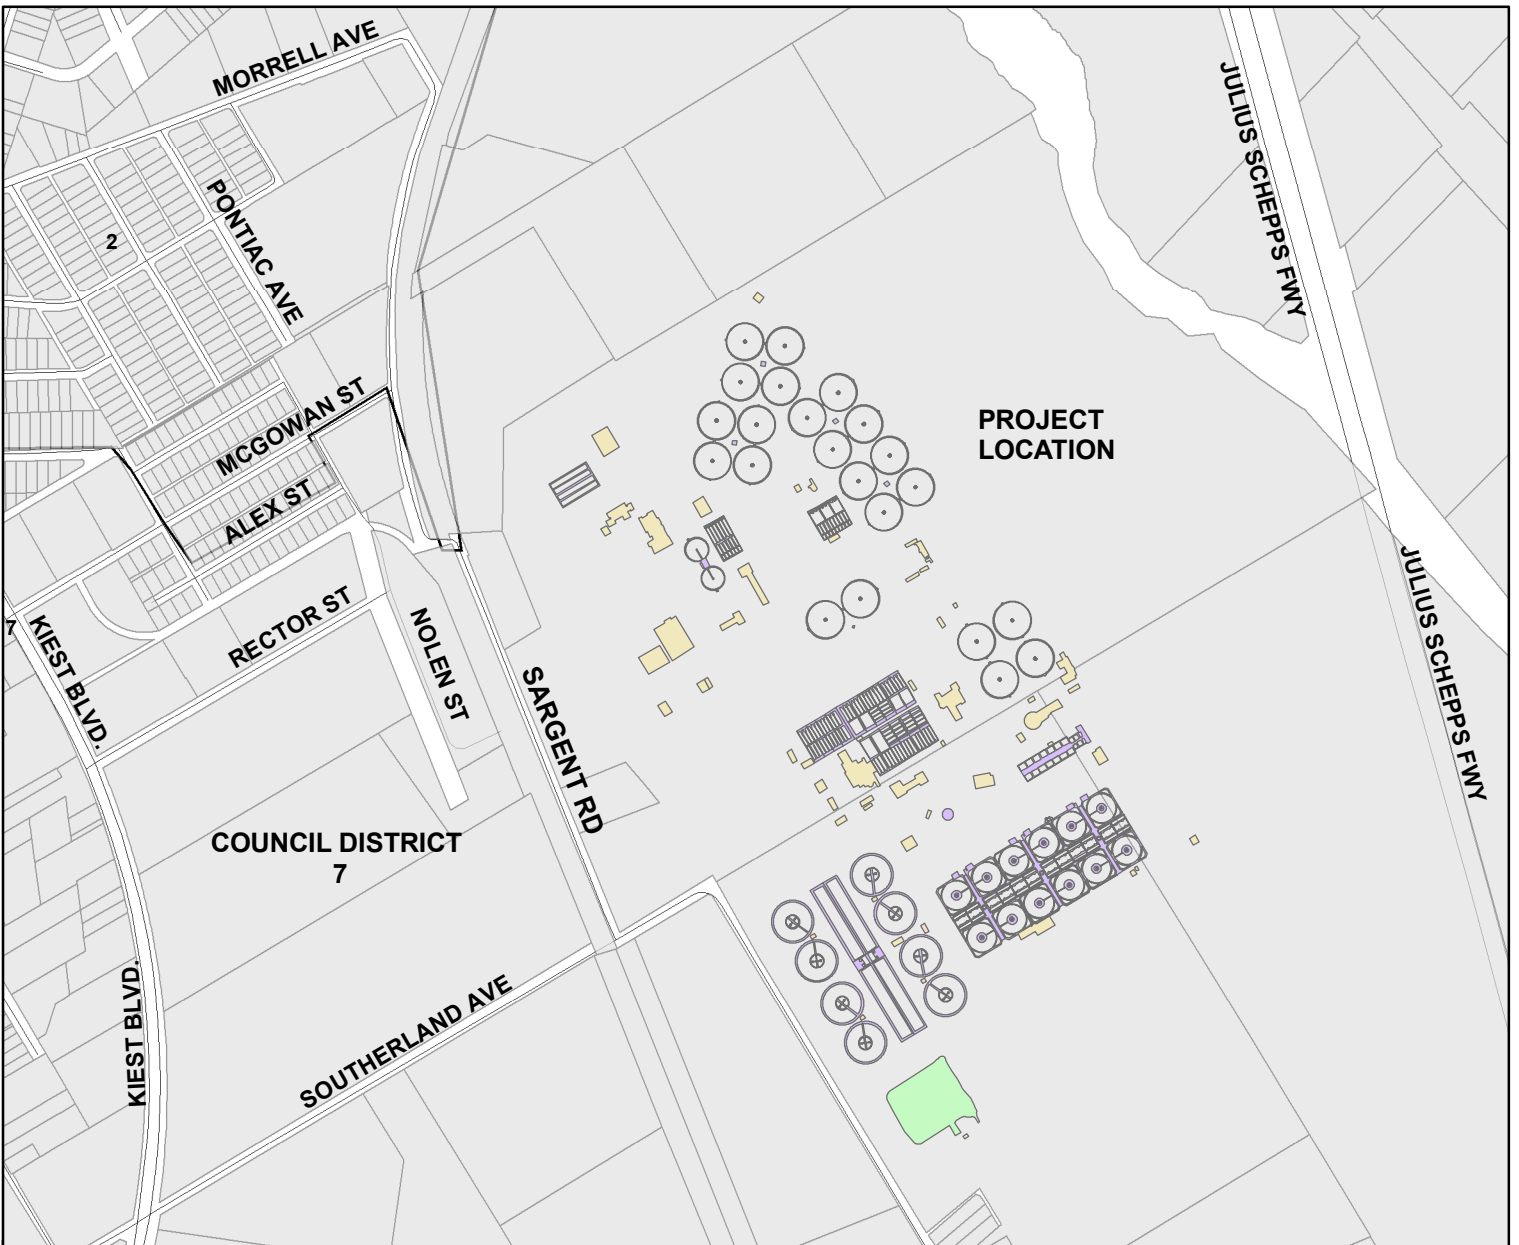 MORRELL AVE
JULIUS SCHEPPS FWY
PONTIAC AVE
2
MCGOWAN ST
PROJECT
LOCATION
ALEX ST
JULIUS SCHEPPS FWY
RECTOR ST
NOLEN ST
7
KIEST BLVD.
SARGENT RD
COUNCIL DISTRICT
7
KIEST BLVD.
SOUTHERLAND AVE